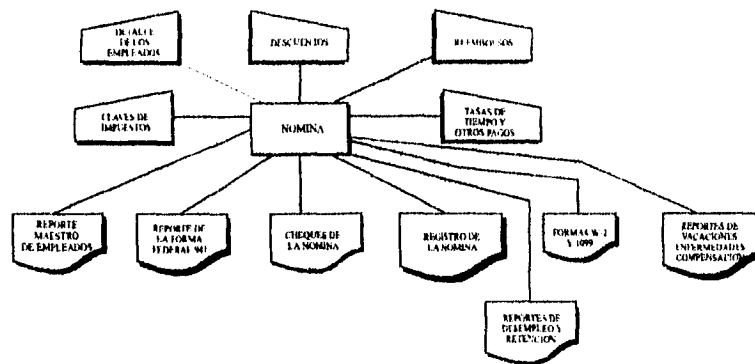 DETALLE
DE LOS
EMPLEADOS
DESCUENTOS
REEMBOLSOS
CLAVES DE
IMPUESTOS
NOMINA
TASAS DE
TIEMPO Y
OTROS PAGOS
REPORTE
MAESTRO
DE EMPLEADOS
REPORTE DE
LA FORMA
FEDERAL 941
CHEQUES DE
LA NOMINA
REGISTRO DE
LA NOMINA
FORMAS W-2
Y 1099
REPORTES DE
VACACIONES
ENFERMEDADES
COMPENSACION
REPORTES DE
DESEMPLEO Y
RETENCION